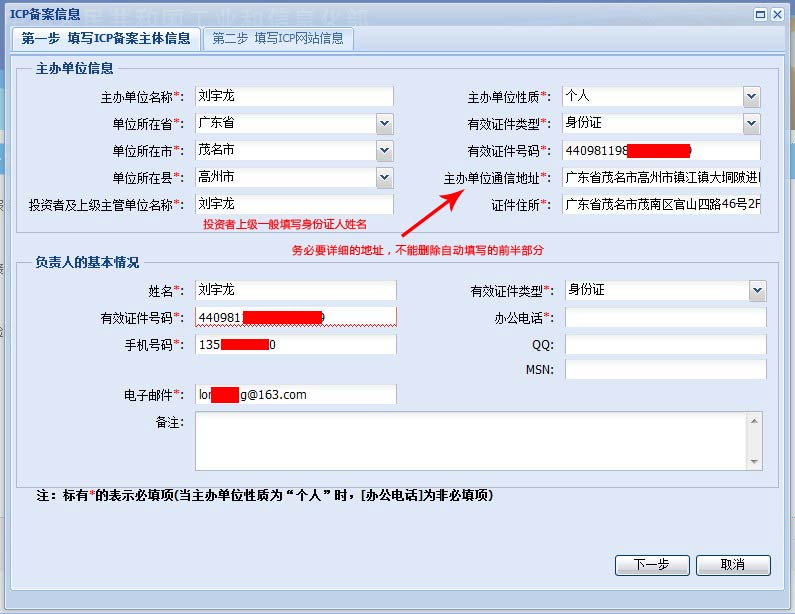 ICP备案信息
第一步 填写ICP备案主体信息 第二步 填写ICP网站信息
主办单位信息
主办单位名称*: 刘宇龙 主办单位性质*: 个人
单位所在省*: 广东省 有效证件类型*: 身份证
单位所在市*: 茂名市 有效证件号码*: 440981198
单位所在县*: 高州市 主办单位通信地址*: 广东省茂名市高州市镇江镇大垌陂进
投资者及上级主管单位名称*: 刘宇龙 证件住所*: 广东省茂名市茂南区官山四路46号2F
投资者上级一般填写身份证人姓名
务必要详细的地址，不能删除自动填写的前半部分
负责人的基本情况
姓名*: 刘宇龙 有效证件类型*: 身份证
有效证件号码*: 440981 9 办公电话*:
手机号码*: 135 0 QQ:
MSN:
电子邮件*: lor g@163.com
备注:
注：标有*的表示必填项(当主办单位性质为“个人”时，[办公电话]为非必填项)
下一步 取消